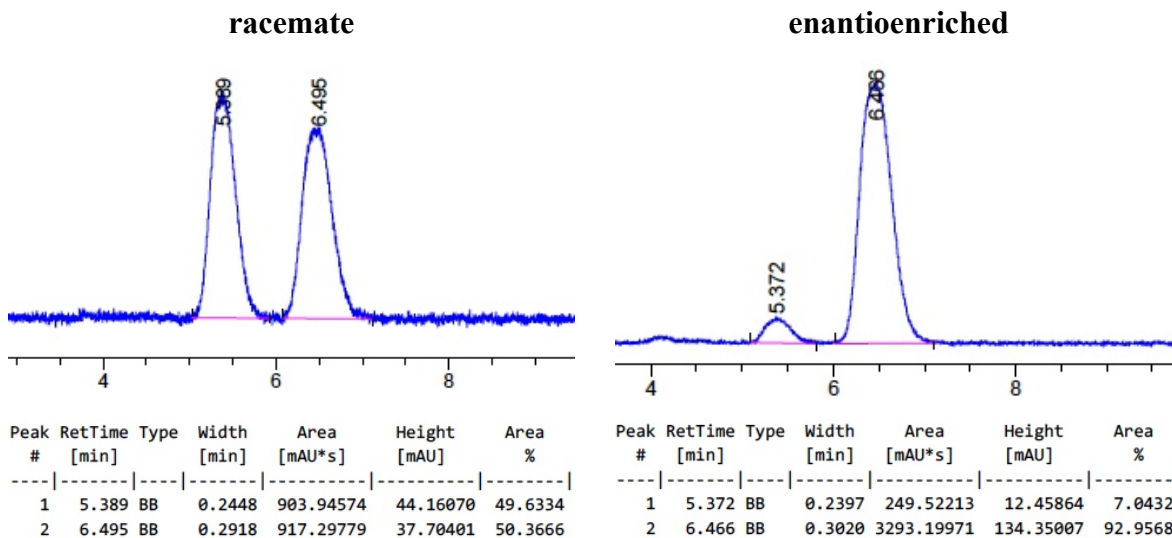 racemate
5.389
6.495
4 6 8
Peak RetTime Type Width Area Height Area
# [min] [min] [mAU*s] [mAU] %
----|-------|----|-------|----------|----------|--------|
1 5.389 BB 0.2448 903.94574 44.16070 49.6334
2 6.495 BB 0.2918 917.29779 37.70401 50.3666
enantioenriched
5.372
6.466
4 6 8
Peak RetTime Type Width Area Height Area
# [min] [min] [mAU*s] [mAU] %
----|-------|----|-------|----------|----------|--------
1 5.372 BB 0.2397 249.52213 12.45864 7.0432
2 6.466 BB 0.3020 3293.19971 134.35007 92.9568